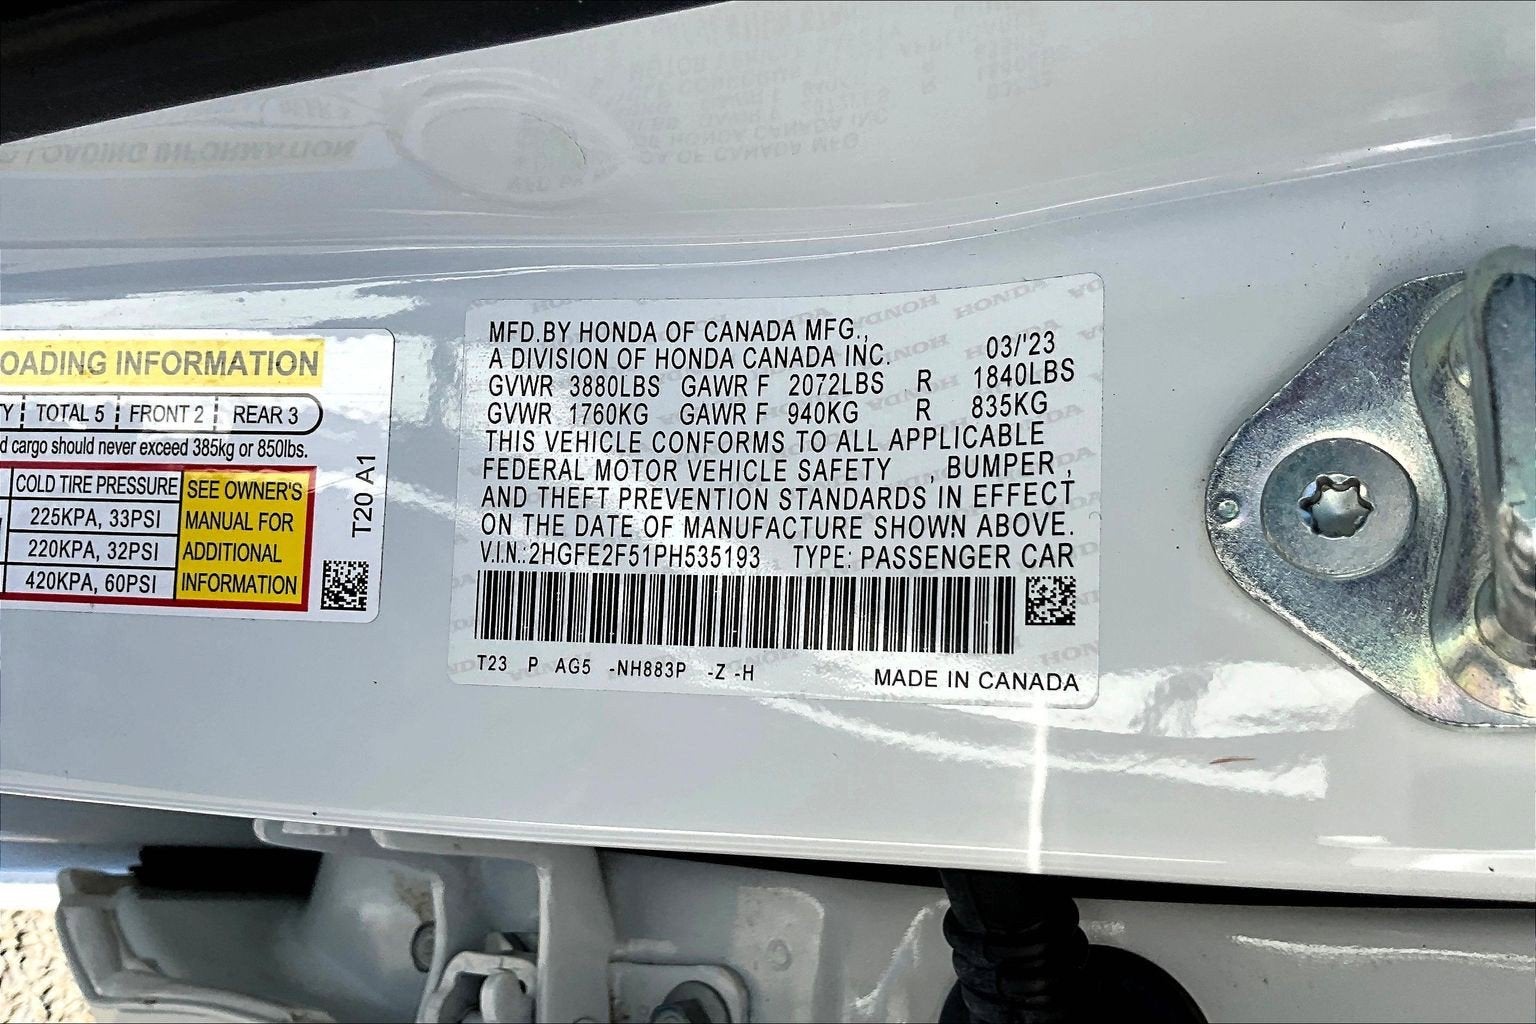 OADING INFORMATION
TY TOTAL 5 FRONT 2 REAR 3
d cargo should never exceed 385kg or 850lbs.
COLD TIRE PRESSURE
225KPA, 33PSI
220KPA, 32PSI
420KPA, 60PSI
SEE OWNER'S
MANUAL FOR
ADDITIONAL
INFORMATION
T20 A1
MFD.BY HONDA OF CANADA MFG.,
A DIVISION OF HONDA CANADA INC. 03/'23
GVWR 3880LBS GAWR F 2072LBS R 1840LBS
GVWR 1760KG GAWR F 940KG R 835KG
THIS VEHICLE CONFORMS TO ALL APPLICABLE
FEDERAL MOTOR VEHICLE SAFETY , BUMPER ,
AND THEFT PREVENTION STANDARDS IN EFFECT
ON THE DATE OF MANUFACTURE SHOWN ABOVE.
V.I.N.:2HGFE2F51PH535193 TYPE: PASSENGER CAR
T23 P AG5 -NH883P -Z -H
MADE IN CANADA